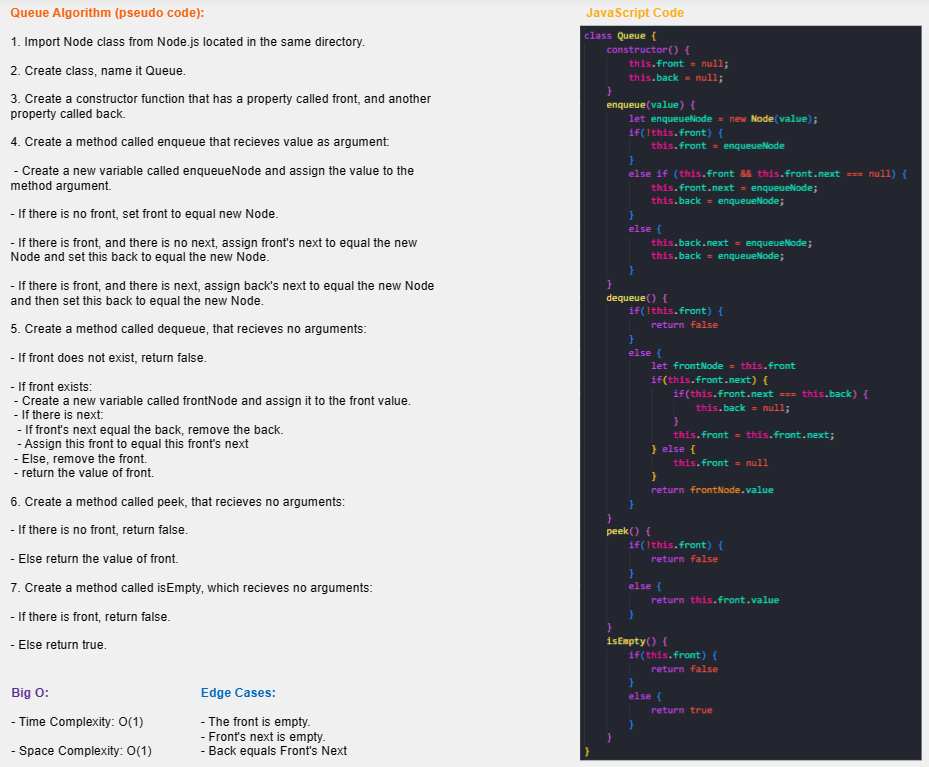 Queue Algorithm (pseudo code):
1. Import Node class from Node.js located in the same directory.
2. Create class, name it Queue.
3. Create a constructor function that has a property called front, and another
property called back.
4. Create a method called enqueue that recieves value as argument:
- Create a new variable called enqueueNode and assign the value to the
method argument.
- If there is no front, set front to equal new Node.
- If there is front, and there is no next, assign front's next to equal the new
Node and set this back to equal the new Node.
- If there is front, and there is next, assign back's next to equal the new Node
and then set this back to equal the new Node.
5. Create a method called dequeue, that recieves no arguments:
- If front does not exist, return false.
- If front exists:
- Create a new variable called frontNode and assign it to the front value.
- If there is next:
- If front's next equal the back, remove the back.
- Assign this front to equal this front's next
- Else, remove the front.
- return the value of front.
6. Create a method called peek, that recieves no arguments:
- If there is no front, return false.
- Else return the value of front.
7. Create a method called isEmpty, which recieves no arguments:
- If there is front, return false.
- Else return true.
Big O:
- Time Complexity: O(1)
- Space Complexity: O(1)
Edge Cases:
- The front is empty.
- Front's next is empty.
- Back equals Front's Next
JavaScript Code
class Queue {
constructor() {
this.front = null;
this.back = null;
}
enqueue(value) {
let enqueueNode = new Node(value);
if(!this.front) {
this.front = enqueueNode
}
else if (this.front && this.front.next === null) {
this.front.next = enqueueNode;
this.back = enqueueNode;
}
else {
this.back.next = enqueueNode;
this.back = enqueueNode;
}
}
dequeue() {
if(!this.front) {
return false
}
else {
let frontNode = this.front
if(this.front.next) {
if(this.front.next === this.back) {
this.back = null;
}
this.front = this.front.next;
} else {
this.front = null
}
return frontNode.value
}
}
peek() {
if(!this.front) {
return false
}
else {
return this.front.value
}
}
isEmpty() {
if(this.front) {
return false
}
else {
return true
}
}
}